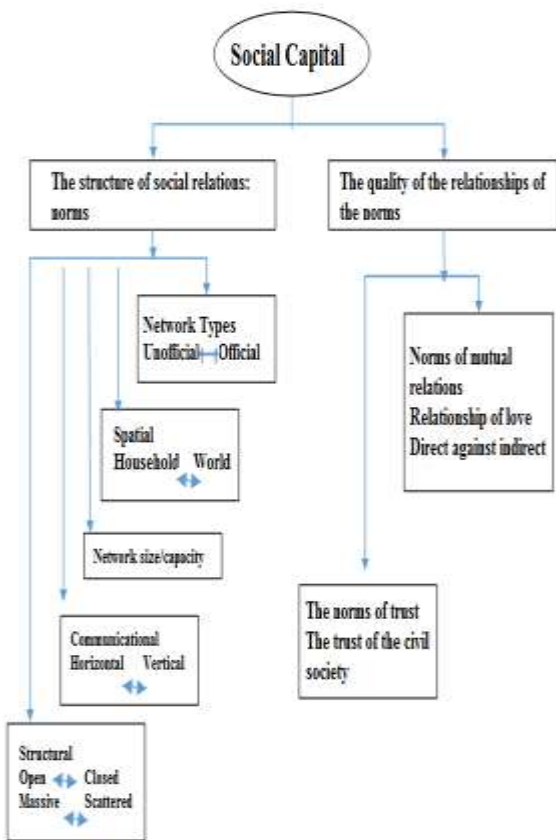 Social Capital
The structure of social relations:
norms
The quality of the relationships of
the norms
Network Types
Unofficial Official
Spatial
Household World
Network size/capacity
Communicational
Horizontal Vertical
Structural
Open Closed
Massive Scattered
Norms of mutual
relations
Relationship of love
Direct against indirect
The norms of trust
The trust of the civil
society